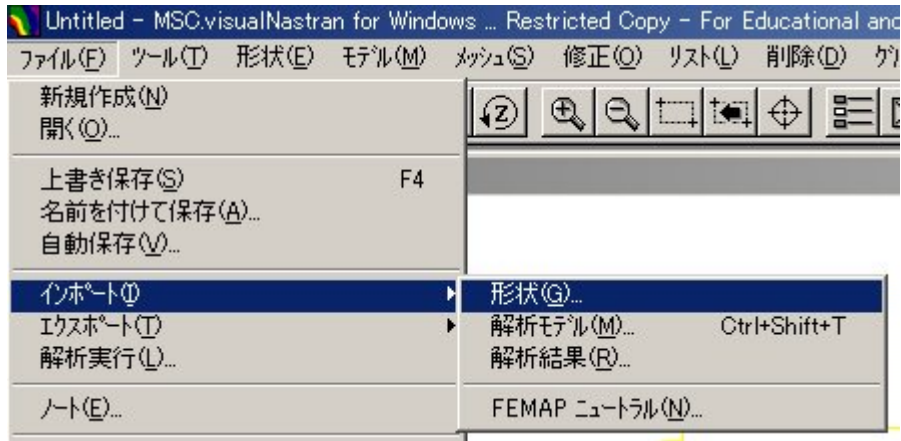 Untitled - MSC.visualNastran for Windows ... Restricted Copy - For Educational and
ファイル(F) ツール(T) 形状(E) モデル(M) メッシュ(S) 修正(O) リスト(L) 削除(D)
新規作成(N)
開く(O)...
上書き保存(S) F4
名前を付けて保存(A)...
自動保存(V)...
インポート(I)
エクスポート(T)
解析実行(L)...
ノート(E)...
形状(G)...
解析モデル(M)... Ctrl+Shift+T
解析結果(R)...
FEMAP ニュートラル(N)...